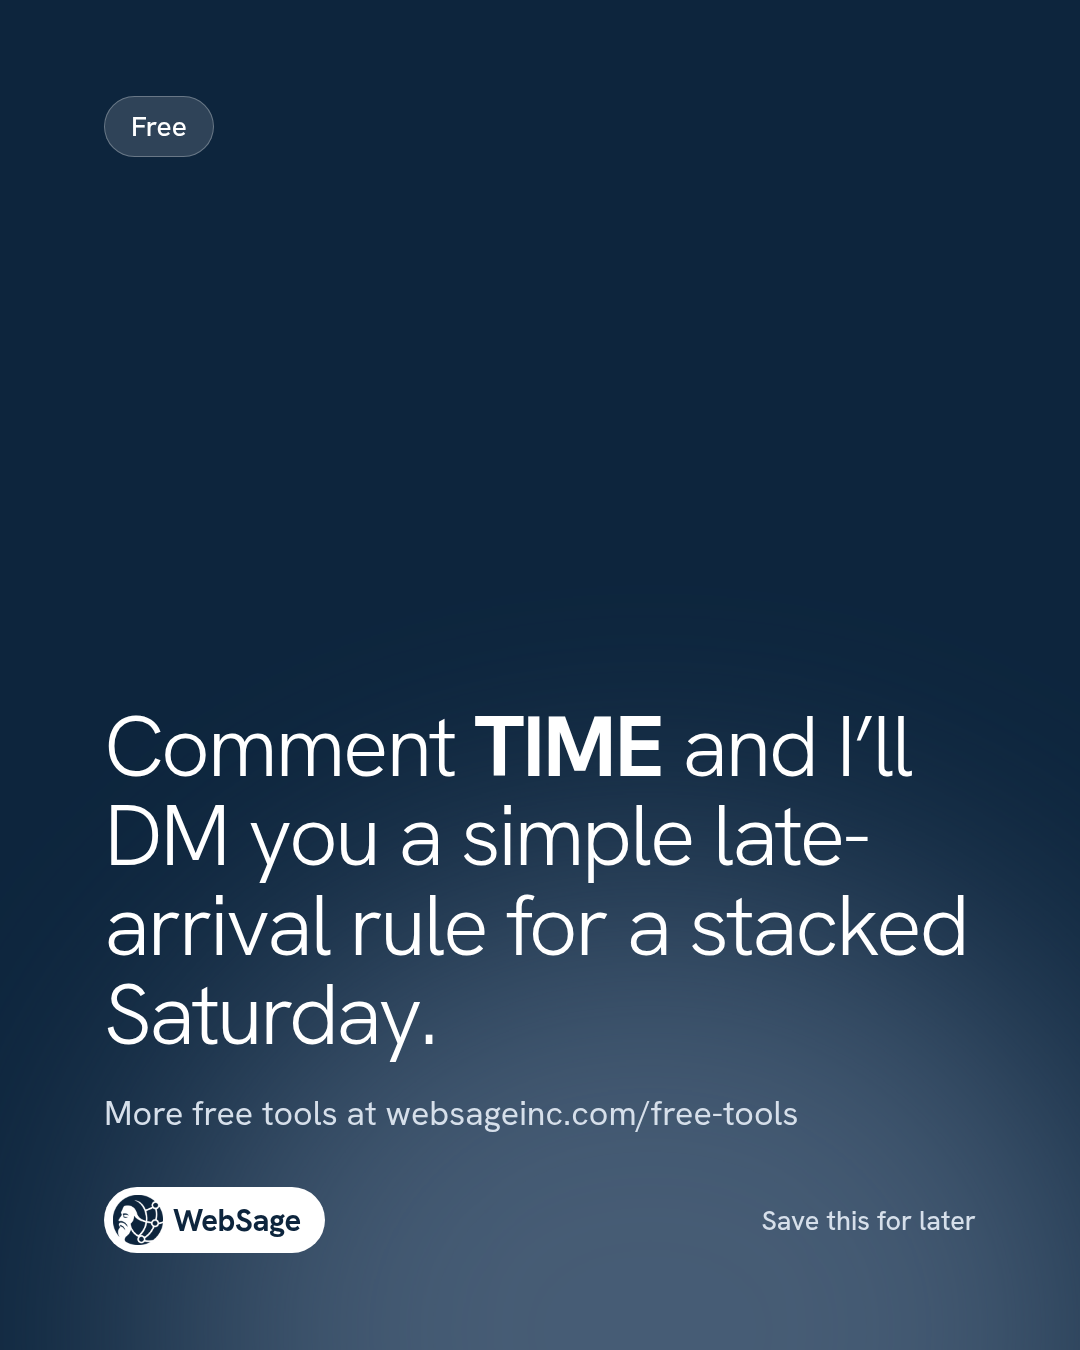 Free
Comment TIME and I’ll
DM you a simple late-
arrival rule for a stacked
Saturday.
More free tools at websageinc.com/free-tools
WebSage
Save this for later